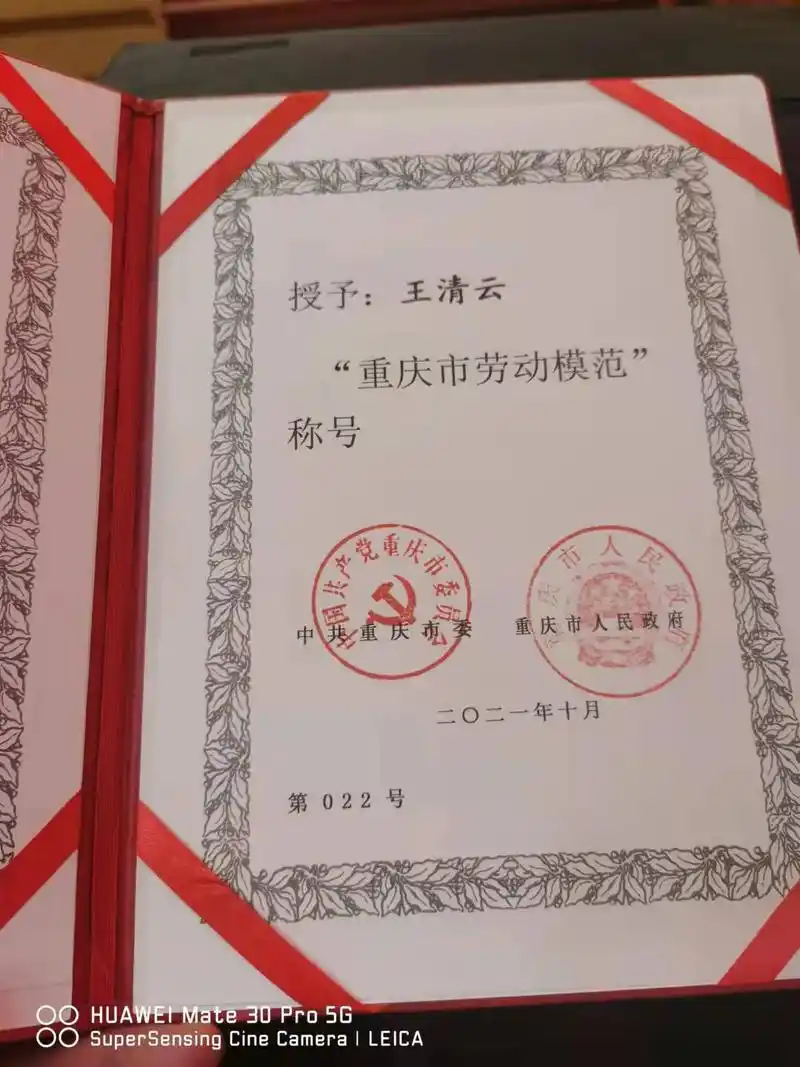 授予：王清云
“重庆市劳动模范”
称号
中国共产党重庆市委员会
中共重庆市委
重庆市人民政府
重庆市人民政府
二〇二一年十月
第 022 号
HUAWEI Mate 30 Pro 5G
SuperSensing Cine Camera | LEICA